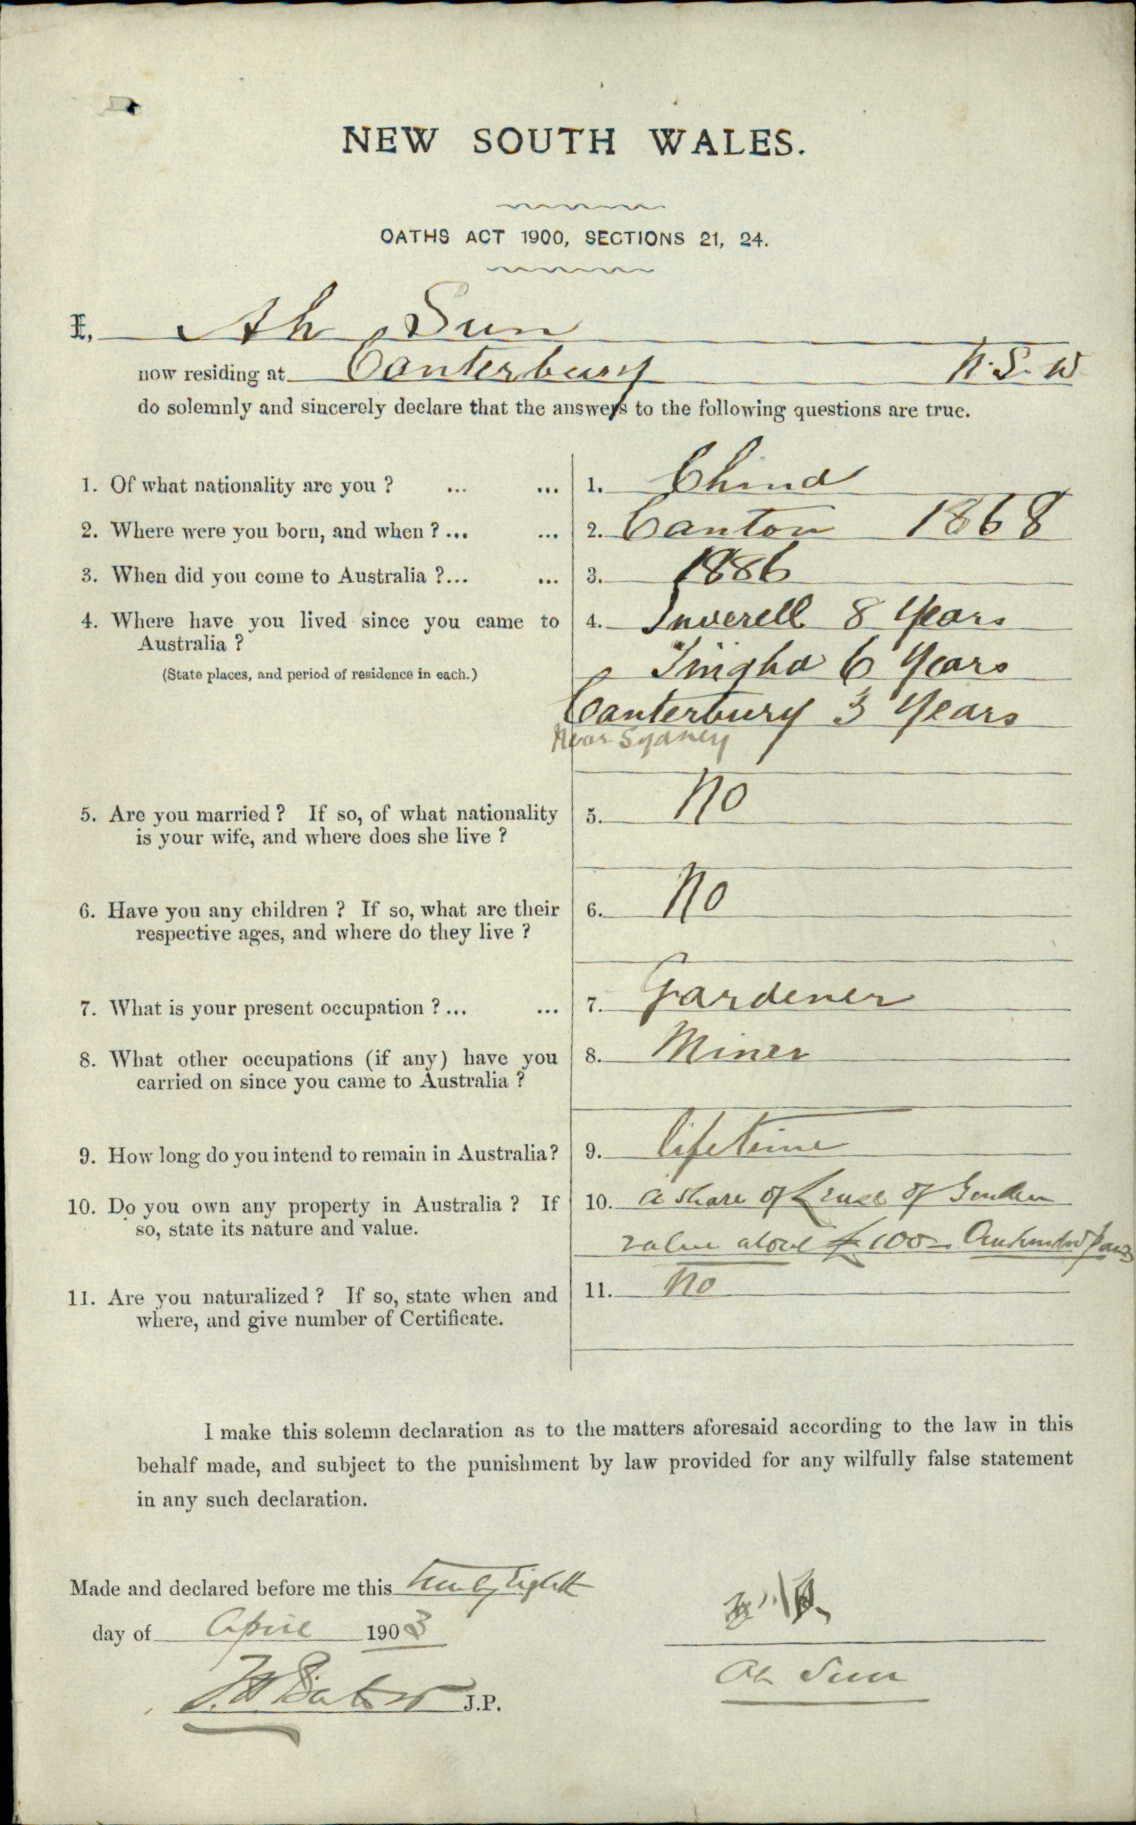 NEW SOUTH WALES.
OATHS ACT 1900, SECTIONS 21, 24.
I, Ah Sun
now residing at Canterbury N.S.W
do solemnly and sincerely declare that the answers to the following questions are true.
1. Of what nationality are you ? ... ... 1. China
2. Where were you born, and when ? ... ... 2. Canton 1868
3. When did you come to Australia ?... ... 3. 1886
4. Where have you lived since you came to 4. Inverell 8 Years
Australia ?
(State places, and period of residence in each.) Tingha 6 Years
Canterbury 3 Years
Near Sydney
5. Are you married ? If so, of what nationality 5. No
is your wife, and where does she live ?
6. Have you any children ? If so, what are their 6. No
respective ages, and where do they live ?
7. What is your present occupation ? ... ... 7. Gardener
8. What other occupations (if any) have you 8. Miner
carried on since you came to Australia ?
9. How long do you intend to remain in Australia? 9. lifetime
10. Do you own any property in Australia ? If 10. a share of Lease of Garden
so, state its nature and value. value about £100
11. Are you naturalized ? If so, state when and 11. No
where, and give number of Certificate.
I make this solemn declaration as to the matters aforesaid according to the law in this
behalf made, and subject to the punishment by law provided for any wilfully false statement
in any such declaration.
Made and declared before me this twenty eighth
day of April 1903
Ah Sun
J.P.